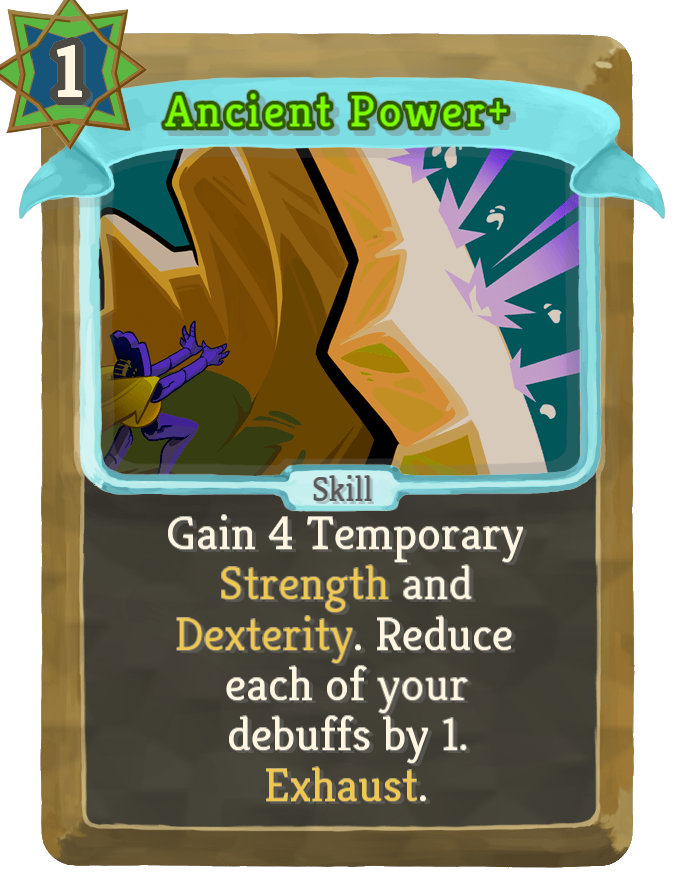 1
Ancient Power+
Skill
Gain 4 Temporary
Strength and
Dexterity. Reduce
each of your
debuffs by 1.
Exhaust.